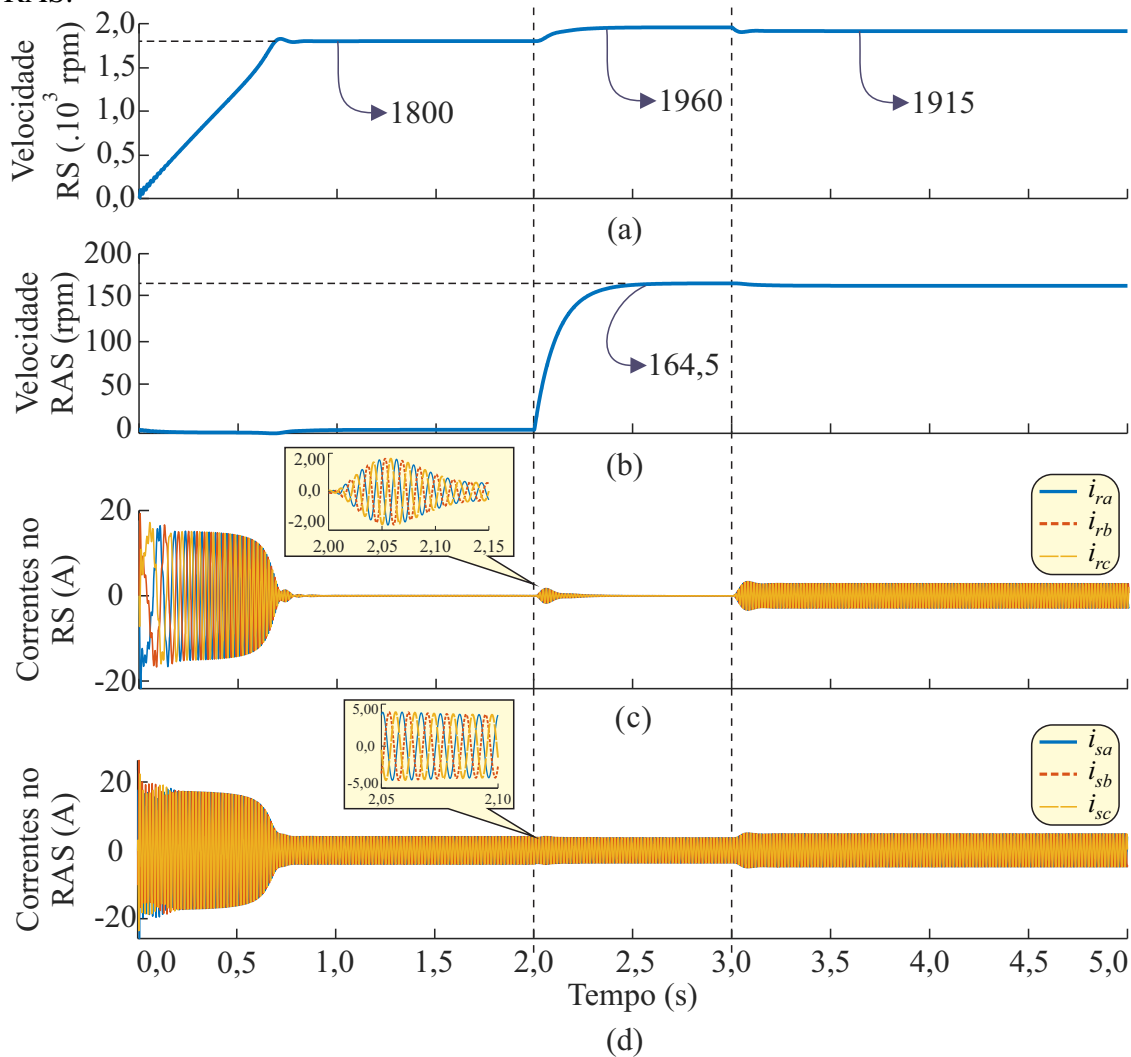 RAS.
Velocidade
RS (.10³ rpm)
2,0
1,5
1,0
0,5
0,0
1800
1960
1915
(a)
Velocidade
RAS (rpm)
200
150
100
50
0
164,5
(b)
Correntes no
RS (A)
20
0
-20
2,00
0,0
-2,00
2,00
2,05
2,10
2,15
i_ra
i_rb
i_rc
(c)
Correntes no
RAS (A)
20
0
-20
5,00
0,0
-5,00
2,05
2,10
i_sa
i_sb
i_sc
0,0
0,5
1,0
1,5
2,0
2,5
3,0
3,5
4,0
4,5
5,0
Tempo (s)
(d)